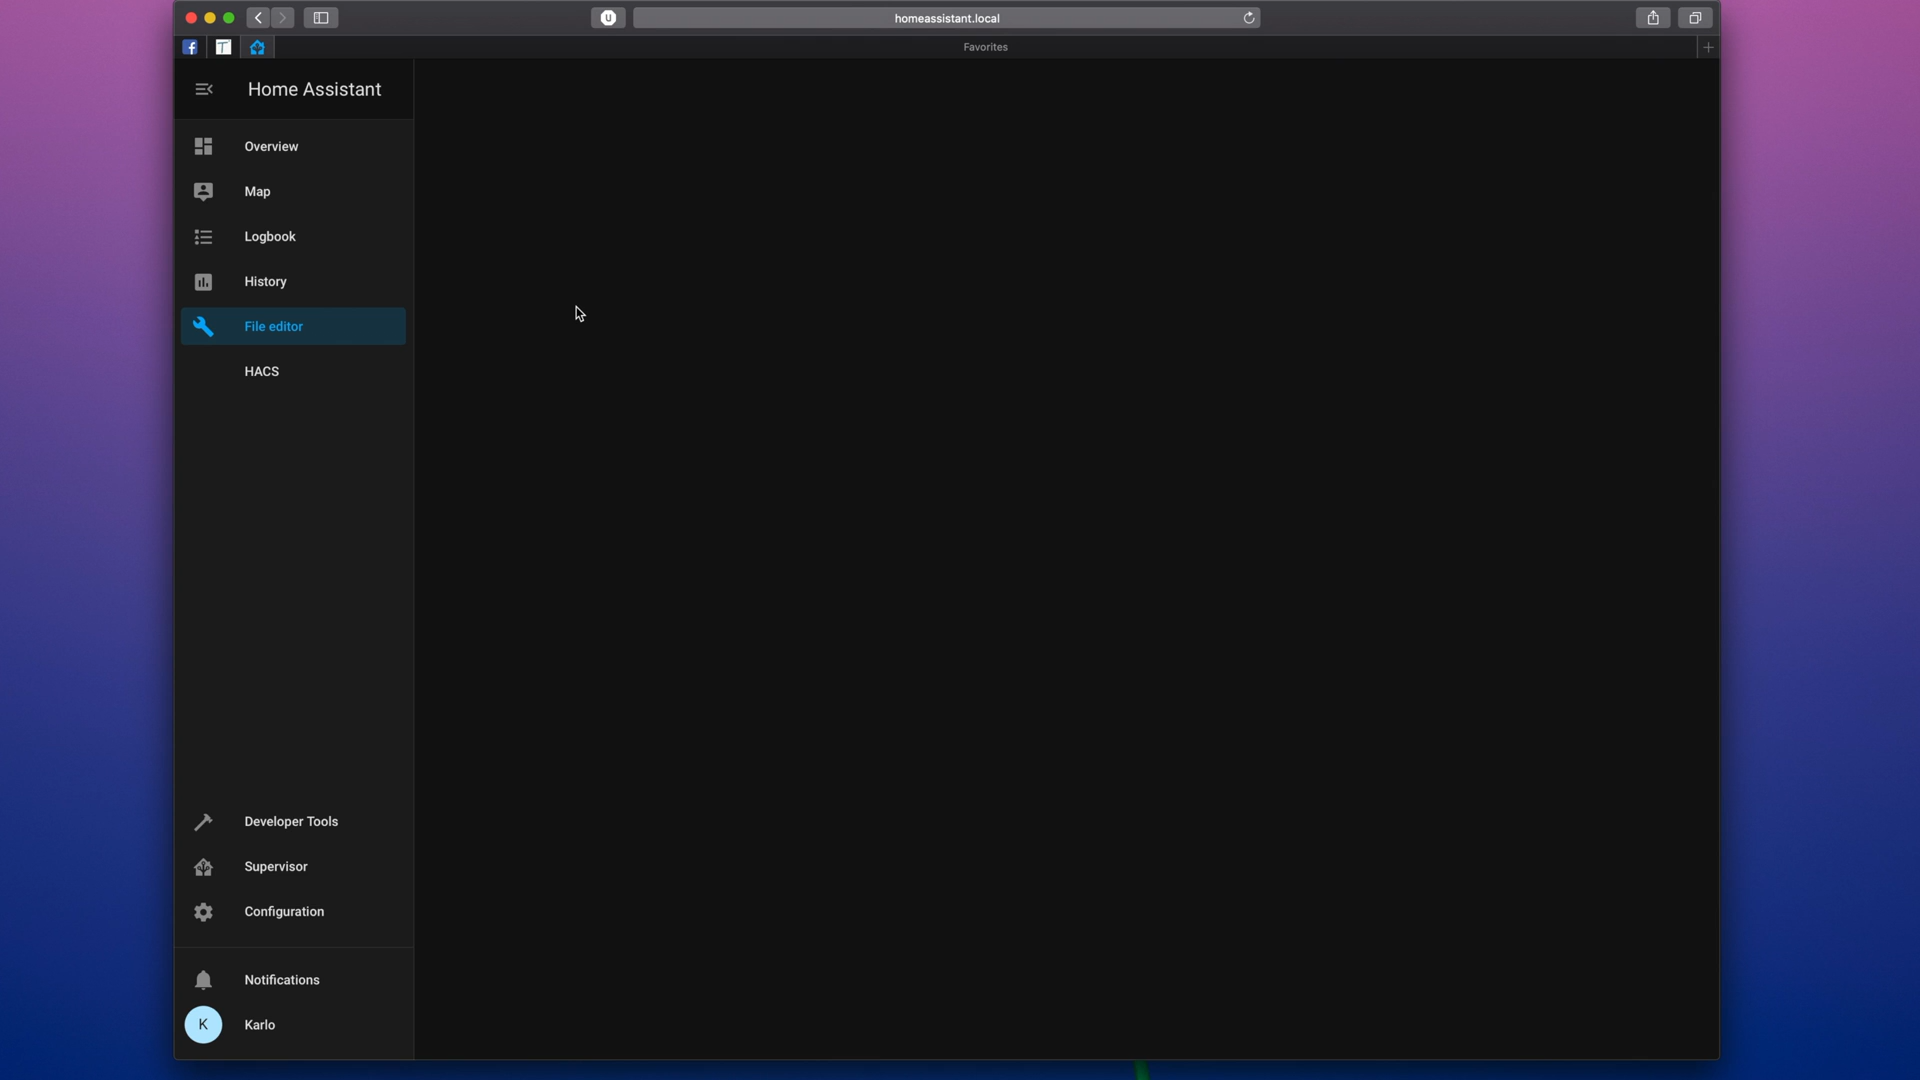 homeassistant.local
Favorites
Home Assistant
Overview
Map
Logbook
History
File editor
HACS
Developer Tools
Supervisor
Configuration
Notifications
K
Karlo